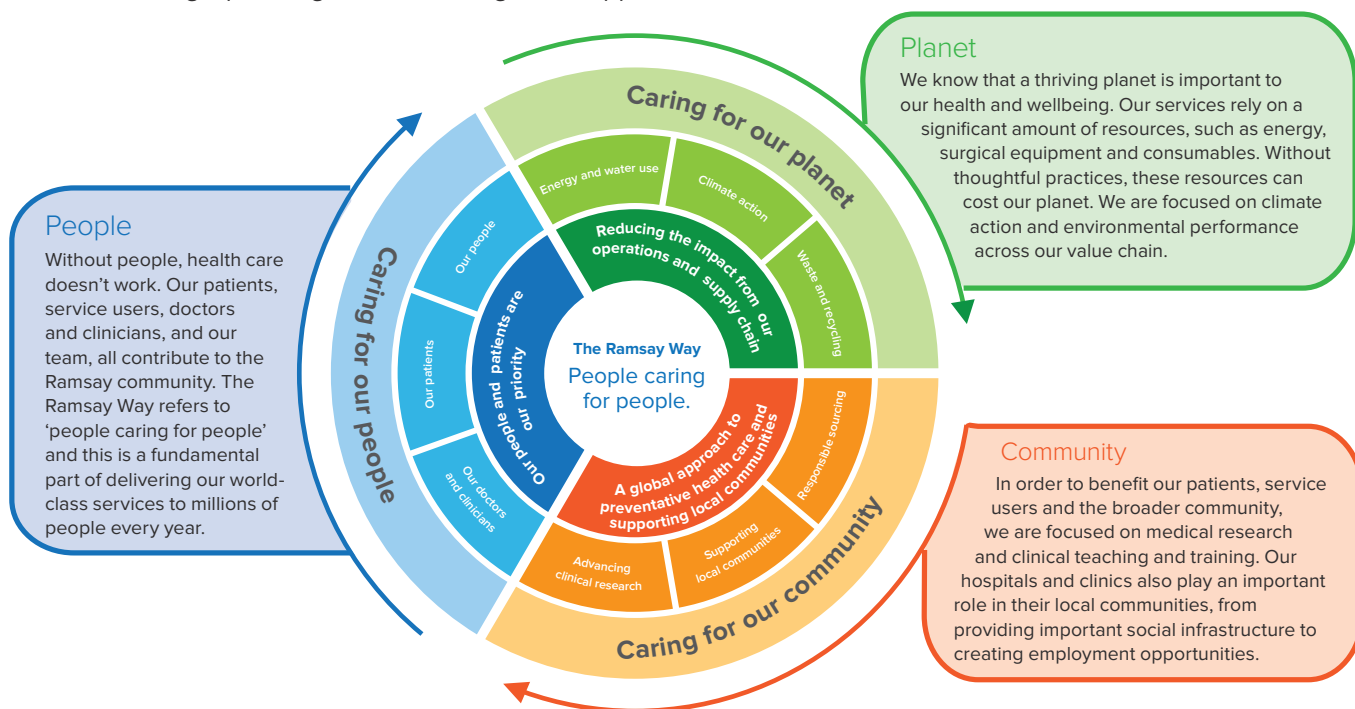 Planet
We know that a thriving planet is important to
our health and wellbeing. Our services rely on a
significant amount of resources, such as energy,
surgical equipment and consumables. Without
thoughtful practices, these resources can
cost our planet. We are focused on climate
action and environmental performance
across our value chain.
People
Without people, health care
doesn’t work. Our patients,
service users, doctors
and clinicians, and our
team, all contribute to the
Ramsay community. The
Ramsay Way refers to
‘people caring for people’
and this is a fundamental
part of delivering our world-
class services to millions of
people every year.
Caring for our planet
Energy and water use
Climate action
Waste and recycling
Reducing the impact from our
operations and supply chain
Caring for our people
Our people
Our patients
Our doctors
and clinicians
Our people and patients are
our priority
The Ramsay Way
People caring
for people.
A global approach to
preventative health care and
supporting local communities
Responsible sourcing
Supporting
local communities
Advancing
clinical research
Caring for our community
Community
In order to benefit our patients, service
users and the broader community,
we are focused on medical research
and clinical teaching and training. Our
hospitals and clinics also play an important
role in their local communities, from
providing important social infrastructure to
creating employment opportunities.